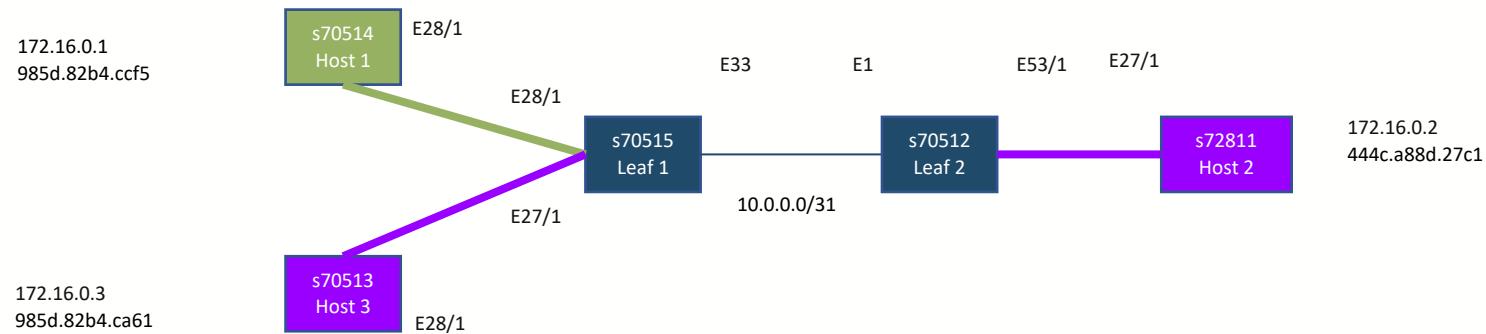 172.16.0.1
985d.82b4.ccf5
s70514
Host 1
E28/1
E28/1
E33
E1
E53/1
E27/1
s70515
Leaf 1
s70512
Leaf 2
s72811
Host 2
172.16.0.2
444c.a88d.27c1
10.0.0.0/31
E27/1
172.16.0.3
985d.82b4.ca61
s70513
Host 3
E28/1